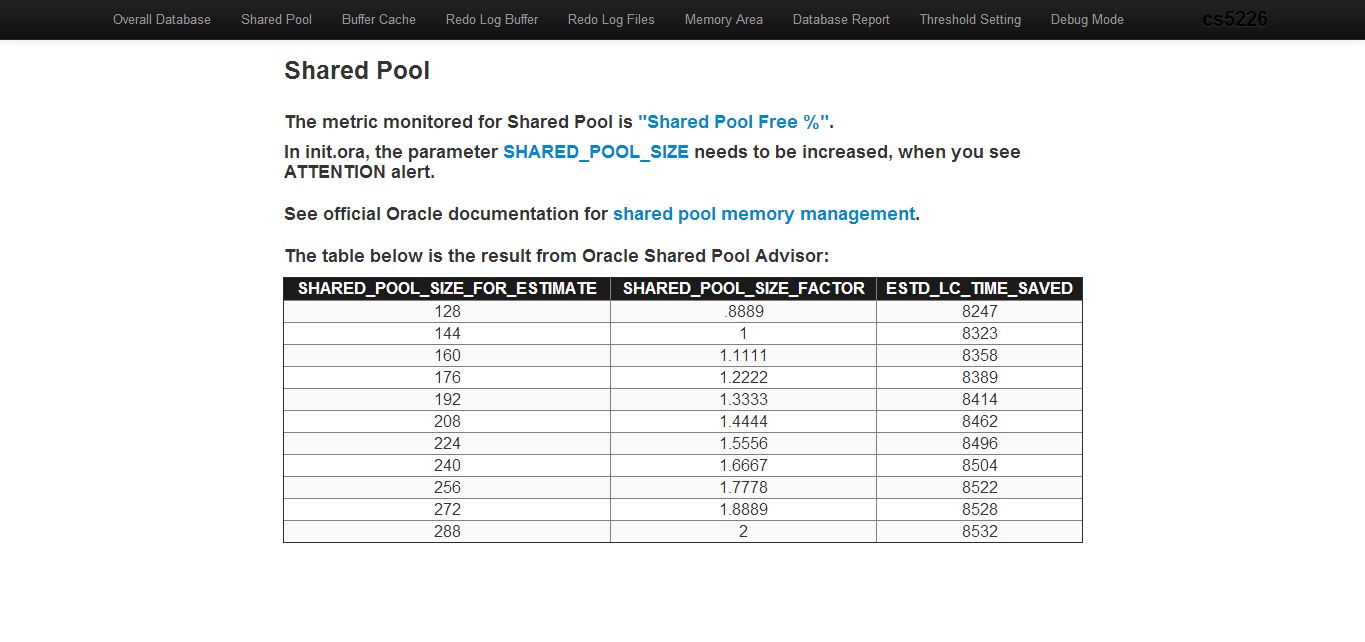 Overall Database Shared Pool Buffer Cache Redo Log Buffer Redo Log Files Memory Area Database Report Threshold Setting Debug Mode cs5226
Shared Pool
The metric monitored for Shared Pool is "Shared Pool Free %".
In init.ora, the parameter SHARED_POOL_SIZE needs to be increased, when you see
ATTENTION alert.
See official Oracle documentation for shared pool memory management.
The table below is the result from Oracle Shared Pool Advisor:
SHARED_POOL_SIZE_FOR_ESTIMATE SHARED_POOL_SIZE_FACTOR ESTD_LC_TIME_SAVED
128 .8889 8247
144 1 8323
160 1.1111 8358
176 1.2222 8389
192 1.3333 8414
208 1.4444 8462
224 1.5556 8496
240 1.6667 8504
256 1.7778 8522
272 1.8889 8528
288 2 8532